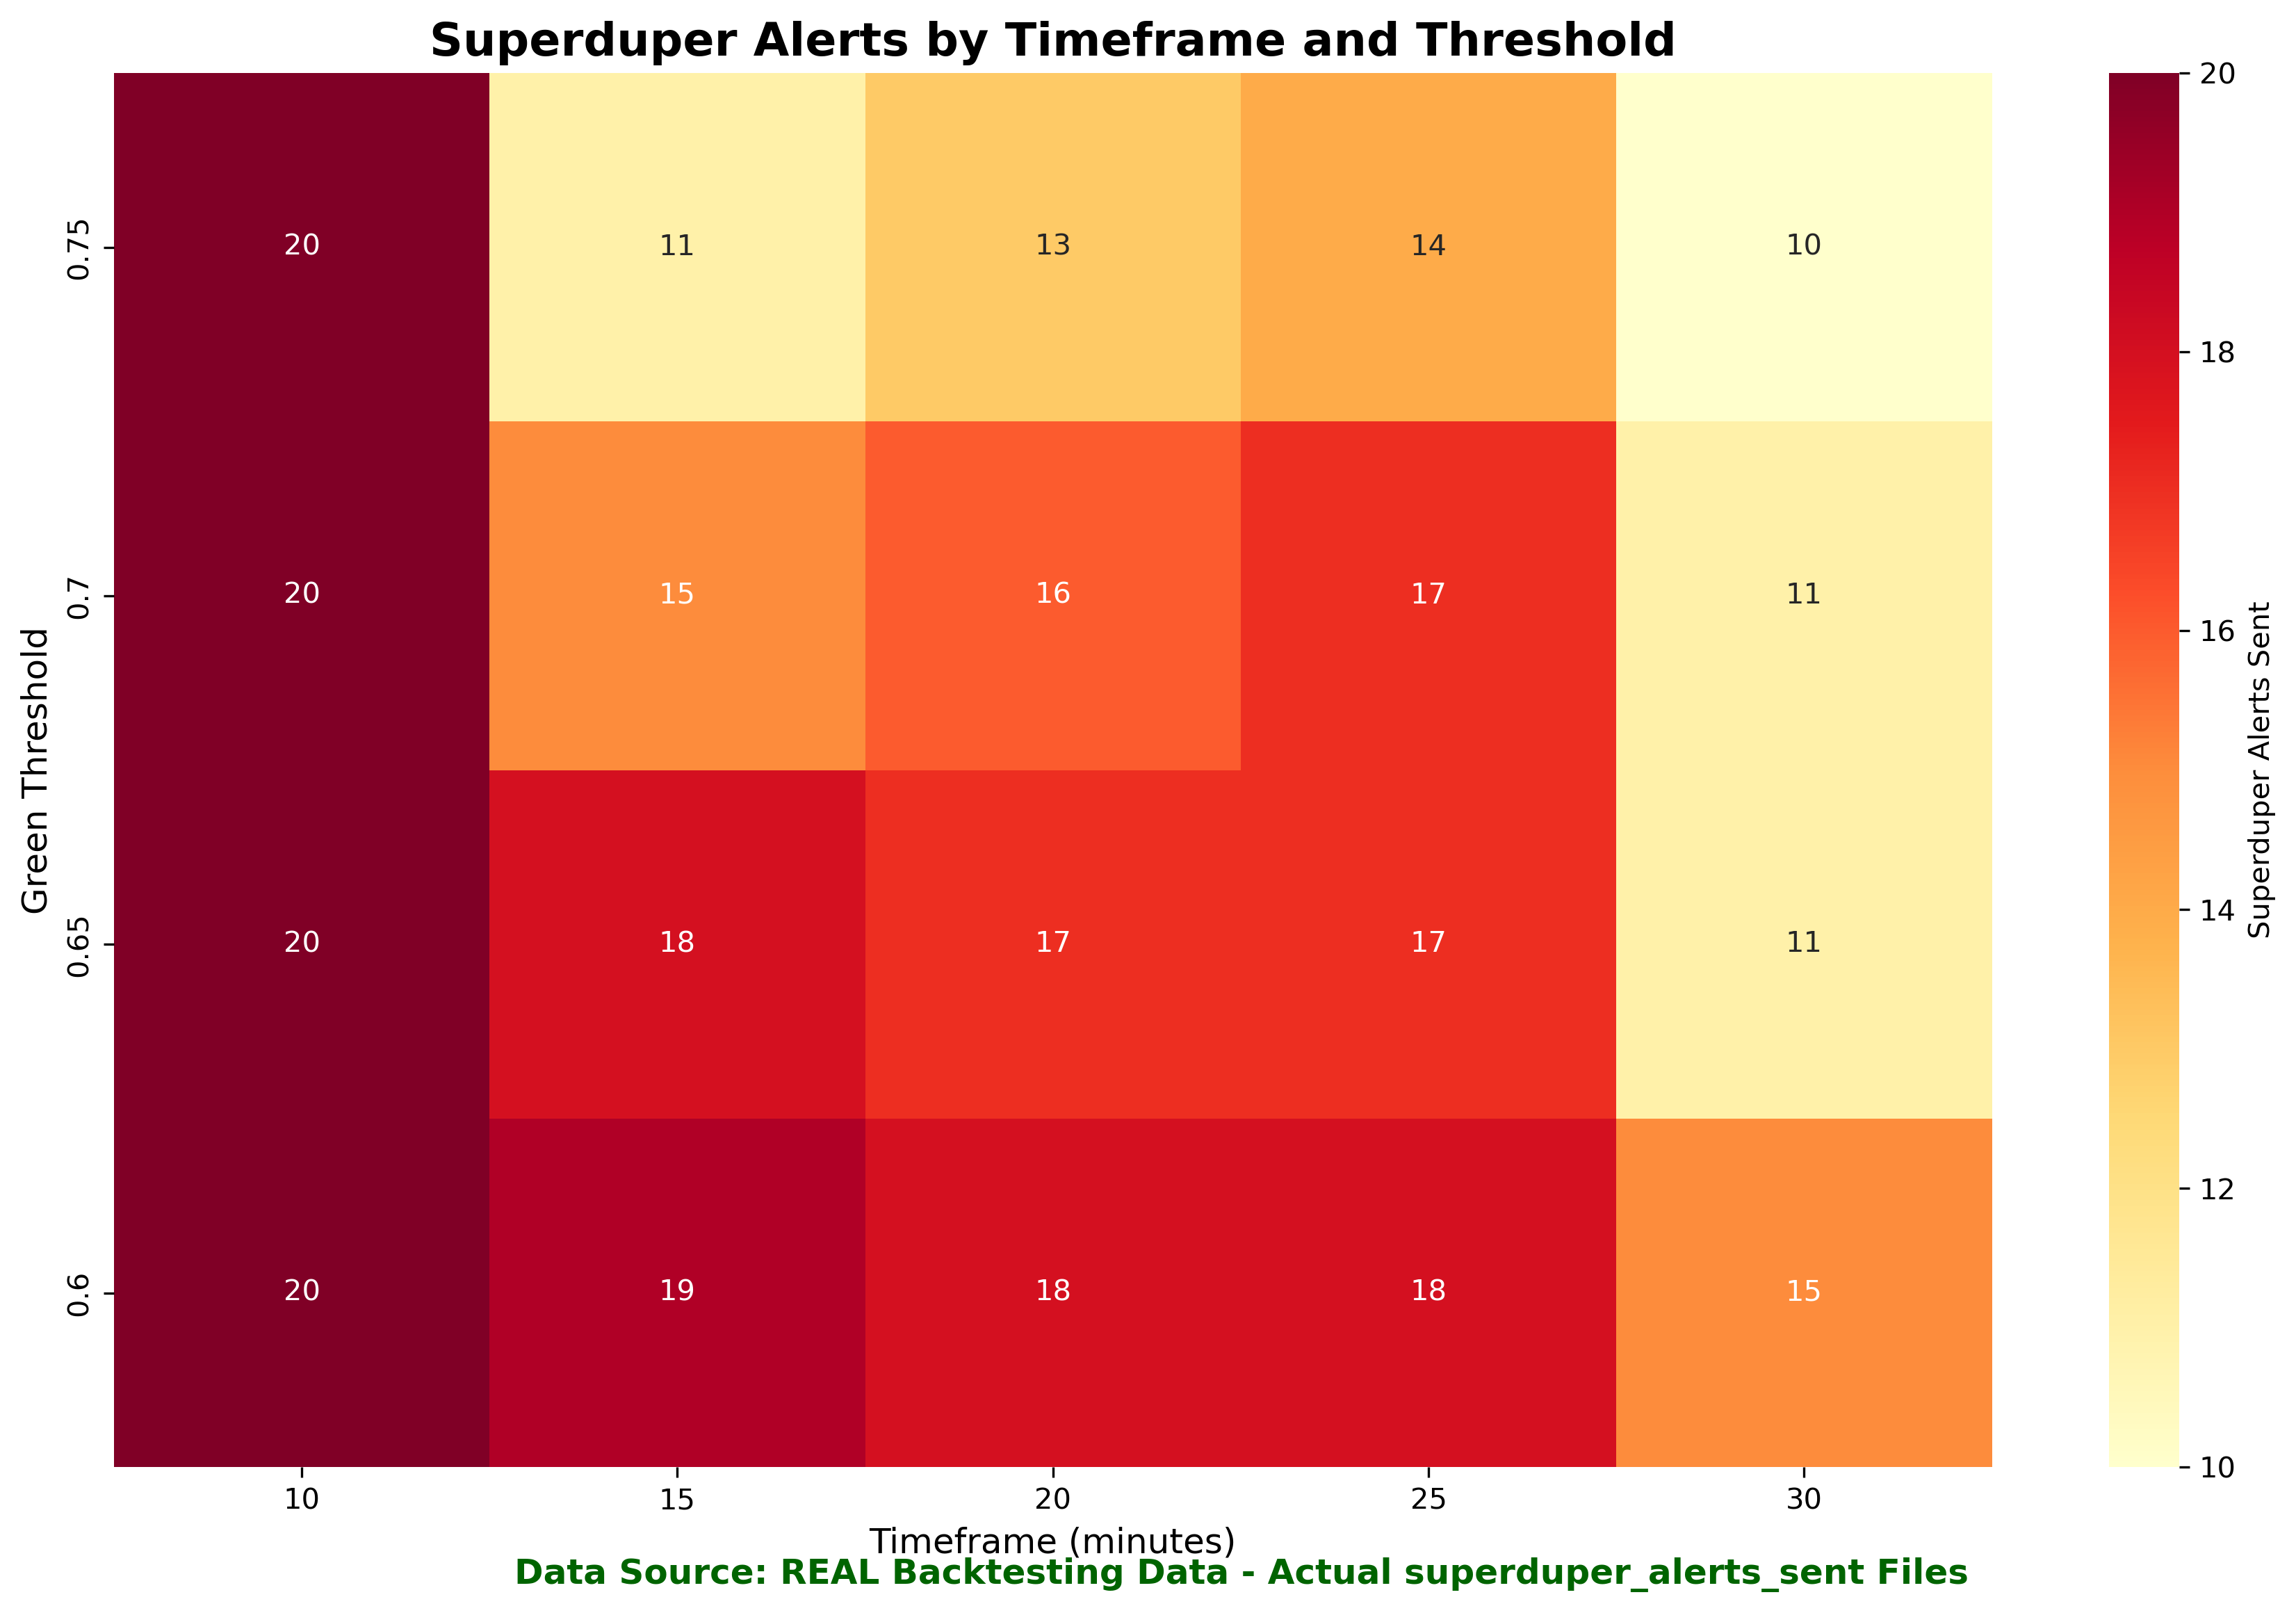 Superduper Alerts by Timeframe and Threshold
Green Threshold
0.75
20 11 13 14 10
0.7
20 15 16 17 11
0.65
20 18 17 17 11
0.6
20 19 18 18 15
10 15 20 25 30
Timeframe (minutes)
Data Source: REAL Backtesting Data - Actual superduper_alerts_sent Files
20
18
16
14
12
10
Superduper Alerts Sent